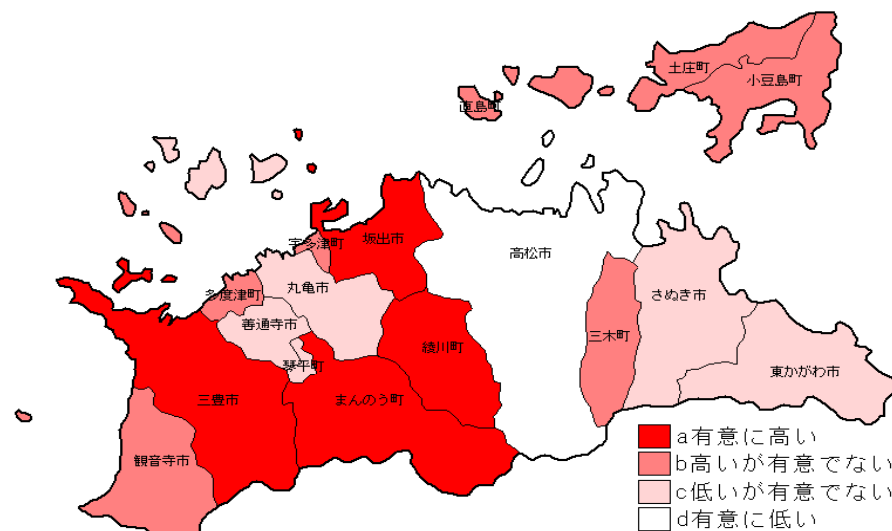 土庄町
小豆島町
直島町
宇多津町
坂出市
高松市
多度津町
丸亀市
さぬき市
善通寺市
三木町
綾川町
琴平町
東かがわ市
三豊市
まんのう町
観音寺市
a有意に高い
b高いが有意でない
c低いが有意でない
d有意に低い